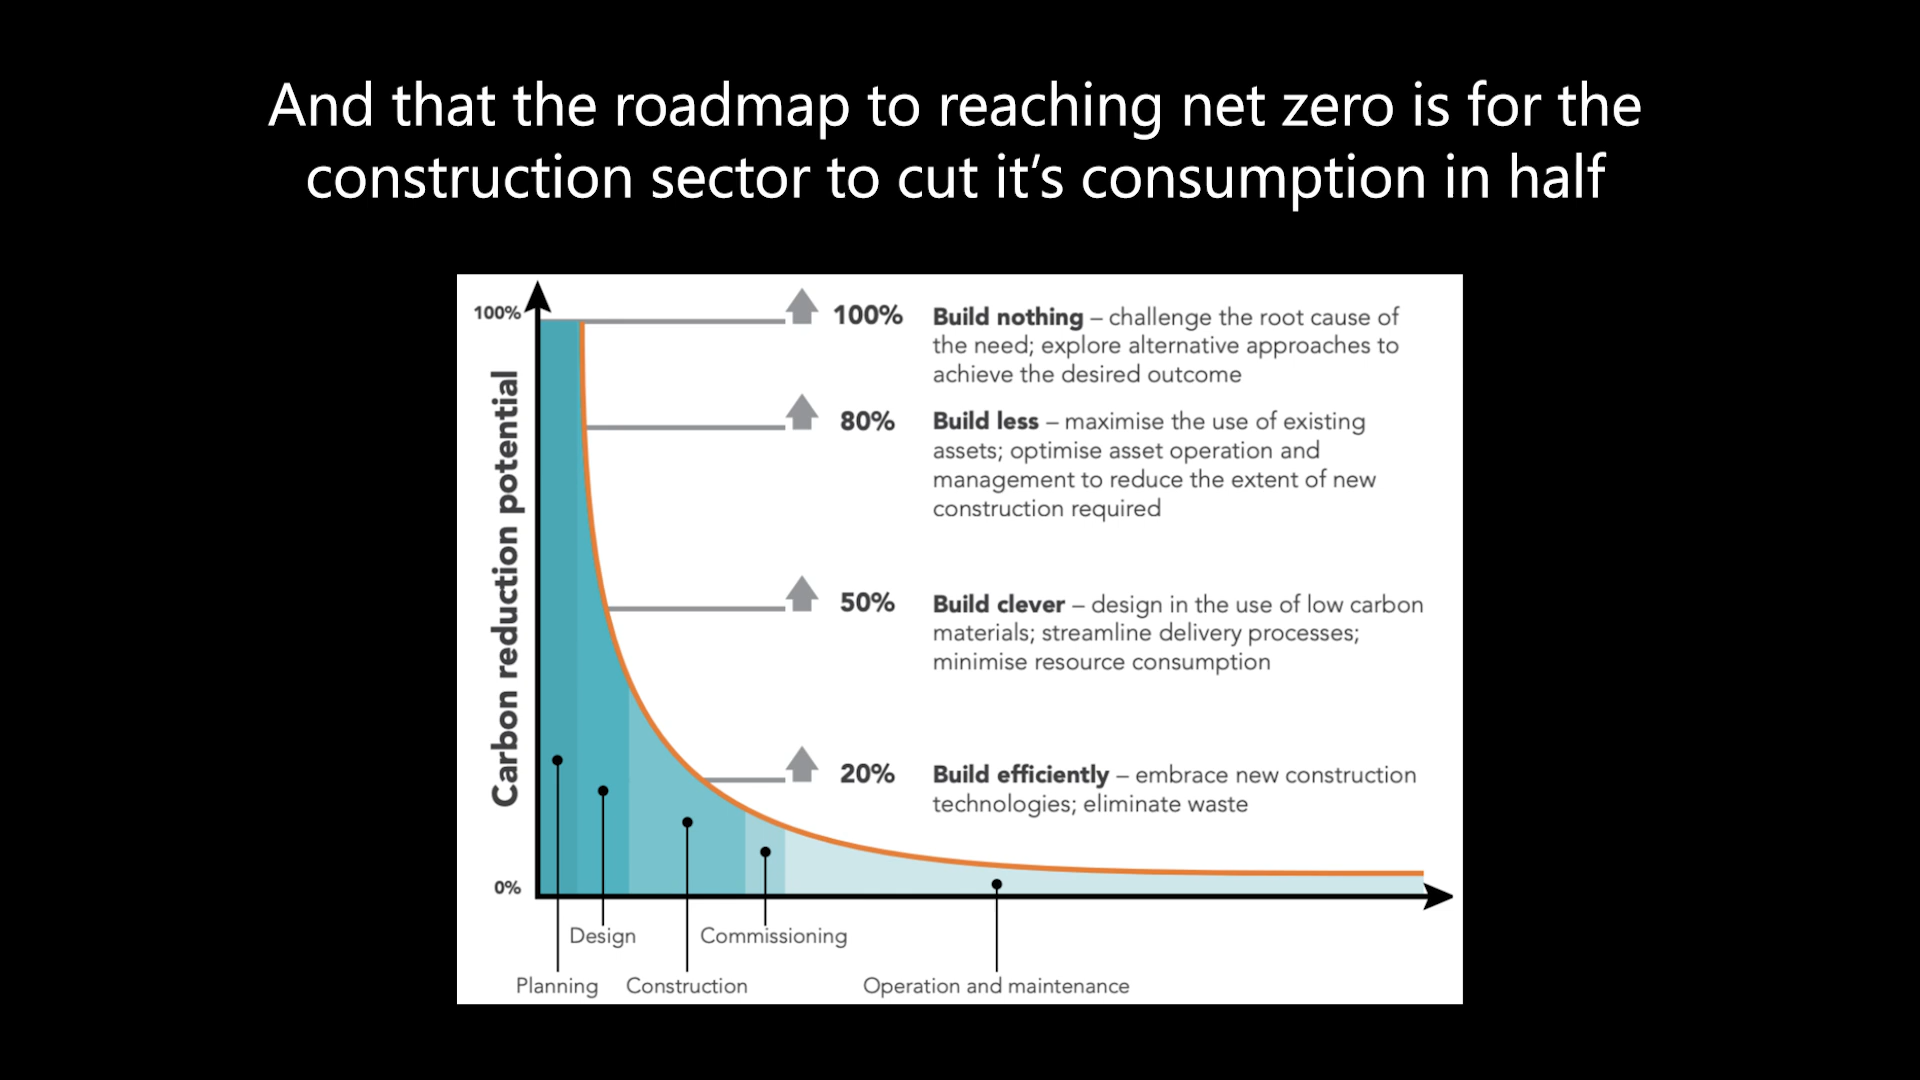 And that the roadmap to reaching net zero is for the
construction sector to cut it‘s consumption in half
100%
Carbon reduction potential
0%
100%
Build nothing – challenge the root cause of
the need; explore alternative approaches to
achieve the desired outcome
80%
Build less – maximise the use of existing
assets; optimise asset operation and
management to reduce the extent of new
construction required
50%
Build clever – design in the use of low carbon
materials; streamline delivery processes;
minimise resource consumption
20%
Build efficiently – embrace new construction
technologies; eliminate waste
Design
Commissioning
Planning
Construction
Operation and maintenance